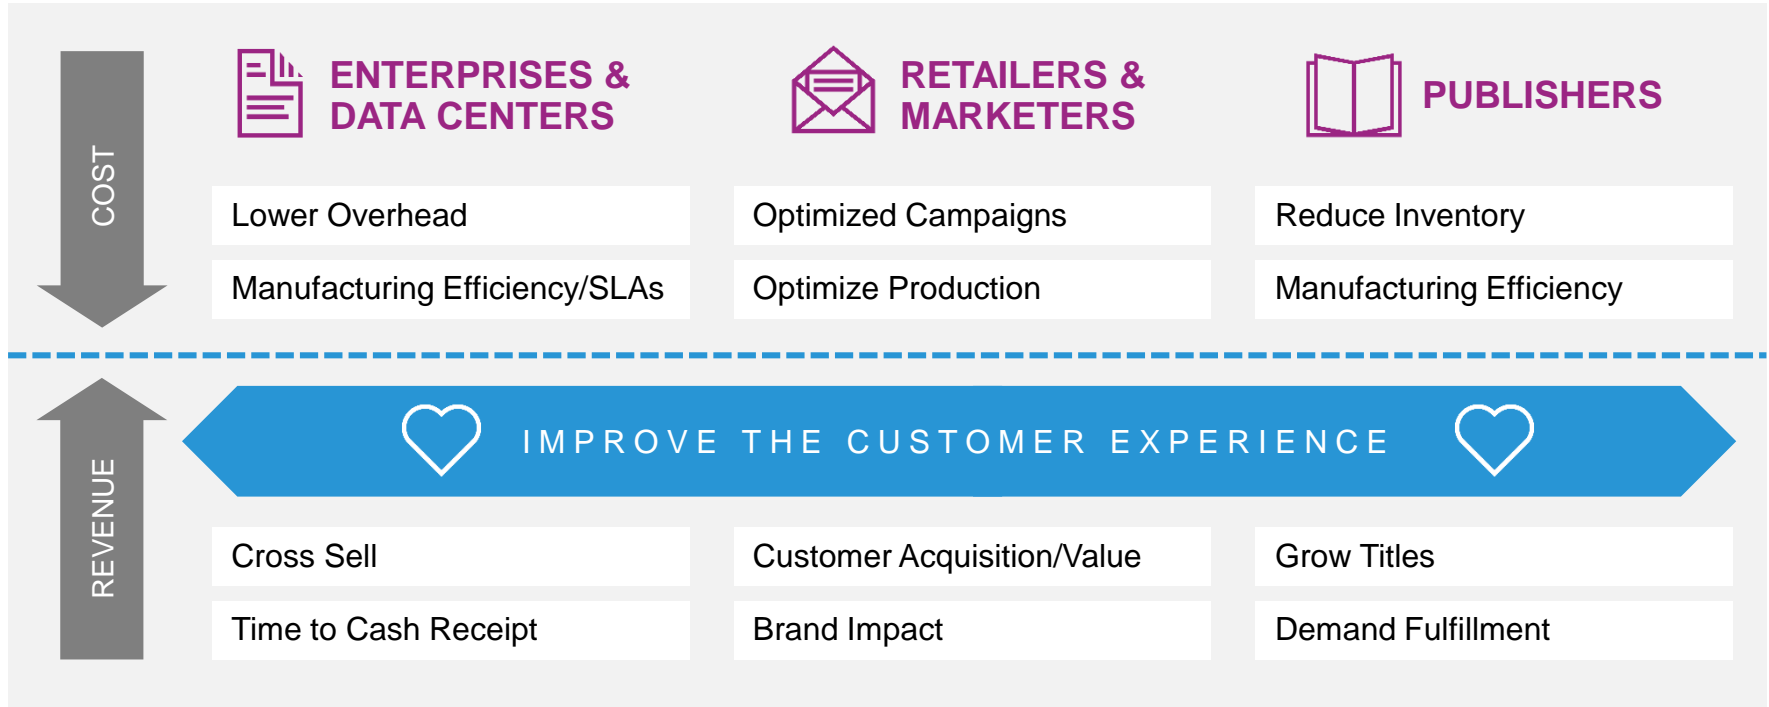 ENTERPRISES &
DATA CENTERS
RETAILERS &
MARKETERS
PUBLISHERS
COST
Lower Overhead
Optimized Campaigns
Reduce Inventory
Manufacturing Efficiency/SLAs
Optimize Production
Manufacturing Efficiency
REVENUE
IMPROVE THE CUSTOMER EXPERIENCE
Cross Sell
Customer Acquisition/Value
Grow Titles
Time to Cash Receipt
Brand Impact
Demand Fulfillment